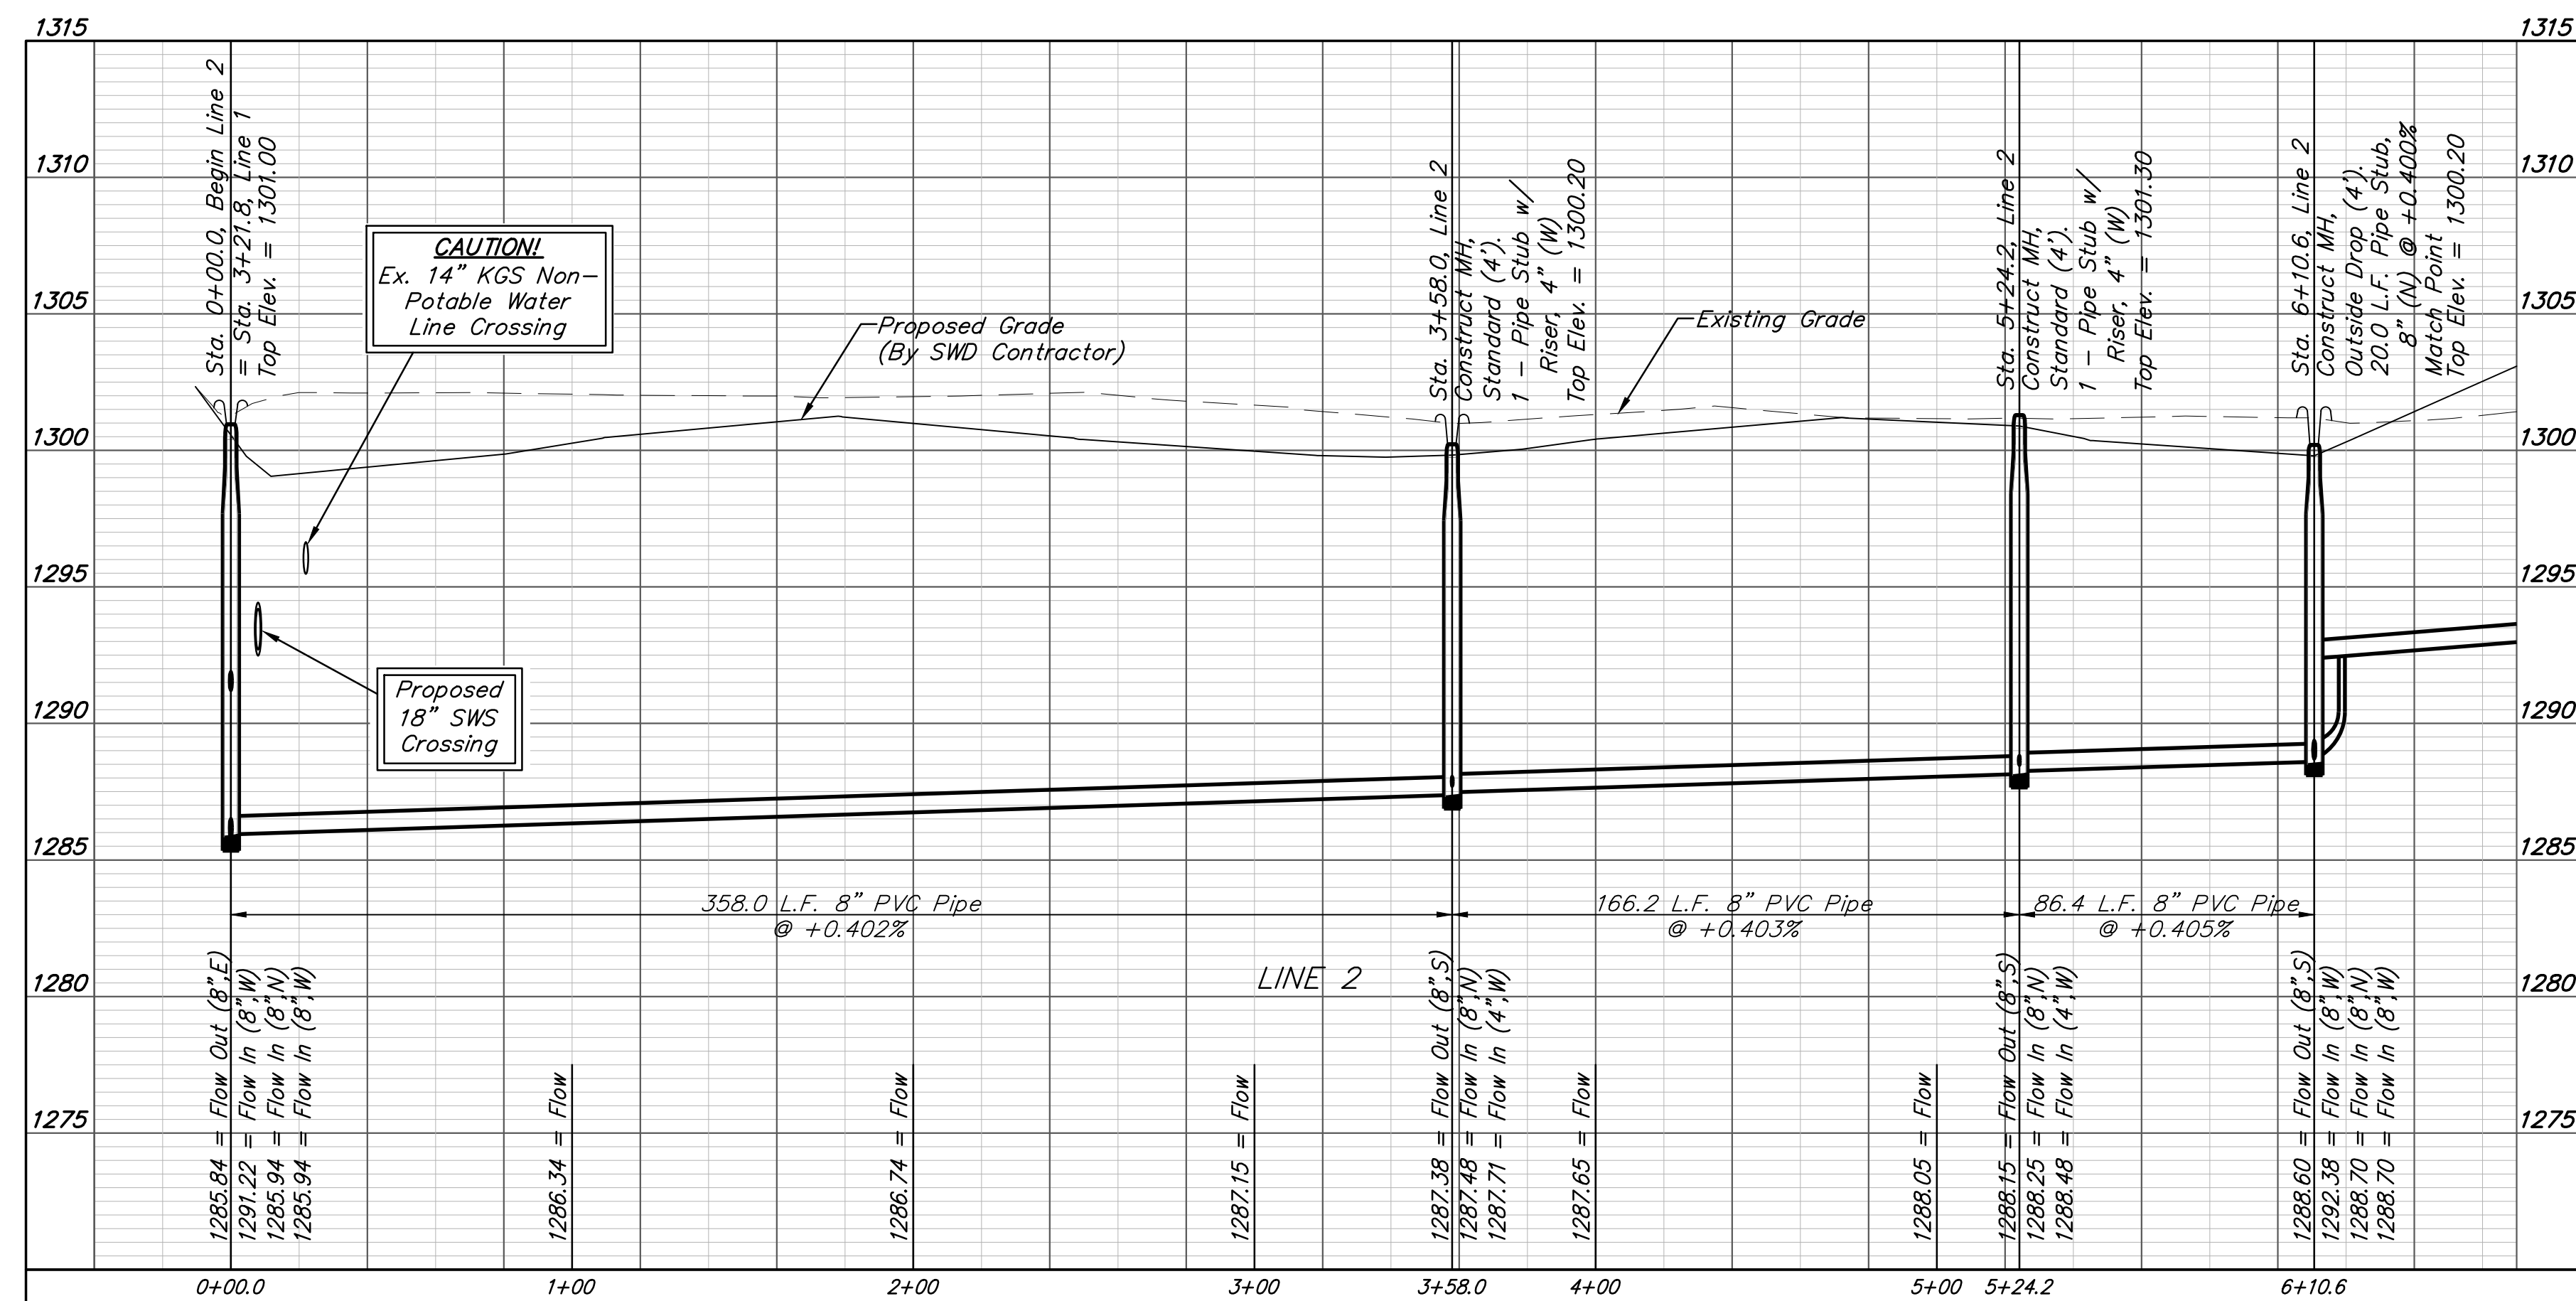 1315
1315
1310
1310
1305
1305
1300
1300
1295
1295
1290
1290
1285
1285
1280
1280
1275
1275
Sta. 0+00.0, Begin Line 2
= Sta. 3+21.8, Line 1
Top Elev. = 1301.00
CAUTION!
Ex. 14" KGS Non-
Potable Water
Line Crossing
Proposed Grade
(By SWD Contractor)
Sta. 3+58.0, Line 2
Construct MH,
Standard (4').
1 - Pipe Stub w/
Riser, 4" (W)
Top Elev. = 1300.20
Existing Grade
Sta. 5+24.2, Line 2
Construct MH,
Standard (4').
1 - Pipe Stub w/
Riser, 4" (W)
Top Elev. = 1301.30
Sta. 6+10.6, Line 2
Construct MH,
Outside Drop (4').
20.0 L.F. Pipe Stub,
8" (N) @ +0.400%
Match Point
Top Elev. = 1300.20
Proposed
18" SWS
Crossing
358.0 L.F. 8" PVC Pipe
@ +0.402%
166.2 L.F. 8" PVC Pipe
@ +0.403%
86.4 L.F. 8" PVC Pipe
@ +0.405%
LINE 2
1285.84 = Flow Out (8",E)
1291.22 = Flow In (8",W)
1285.94 = Flow In (8",N)
1285.94 = Flow In (8",W)
1286.34 = Flow
1286.74 = Flow
1287.15 = Flow
1287.38 = Flow Out (8",S)
1287.48 = Flow In (8",N)
1287.71 = Flow In (4",W)
1287.65 = Flow
1288.05 = Flow
1288.15 = Flow Out (8",S)
1288.25 = Flow In (8",N)
1288.48 = Flow In (4",W)
1288.60 = Flow Out (8",S)
1292.38 = Flow In (8",W)
1288.70 = Flow In (8",N)
1288.70 = Flow In (8",W)
0+00.0
1+00
2+00
3+00
3+58.0
4+00
5+00
5+24.2
6+10.6